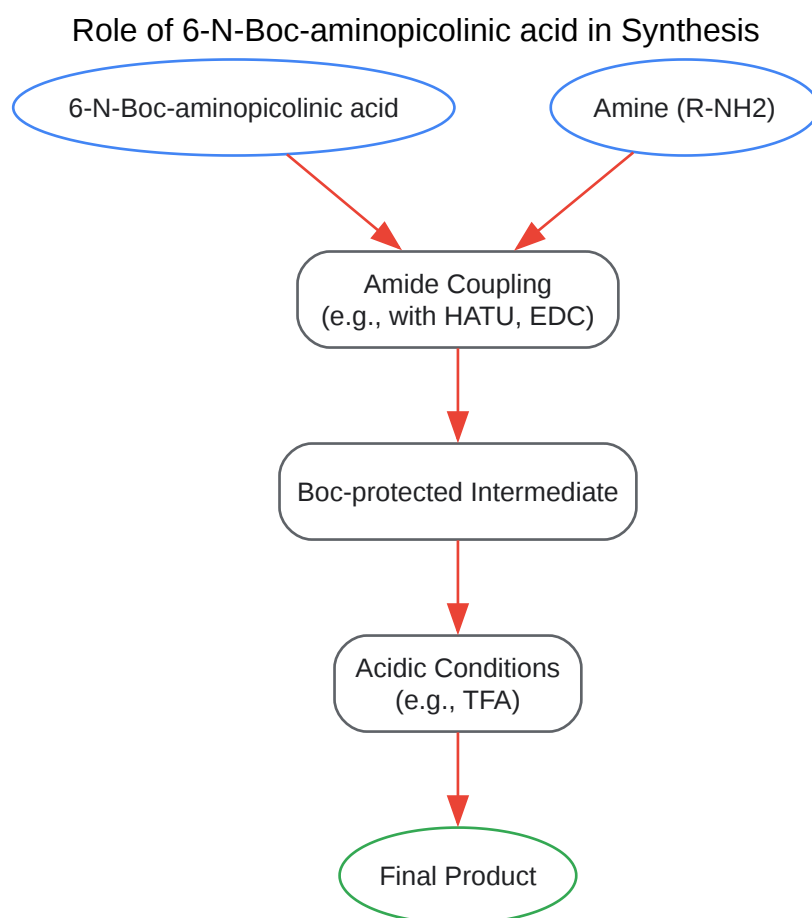 Role of 6-N-Boc-aminopicolinic acid in Synthesis
6-N-Boc-aminopicolinic acid
Amine (R-NH2)
Amide Coupling
(e.g., with HATU, EDC)
Boc-protected Intermediate
Acidic Conditions
(e.g., TFA)
Final Product